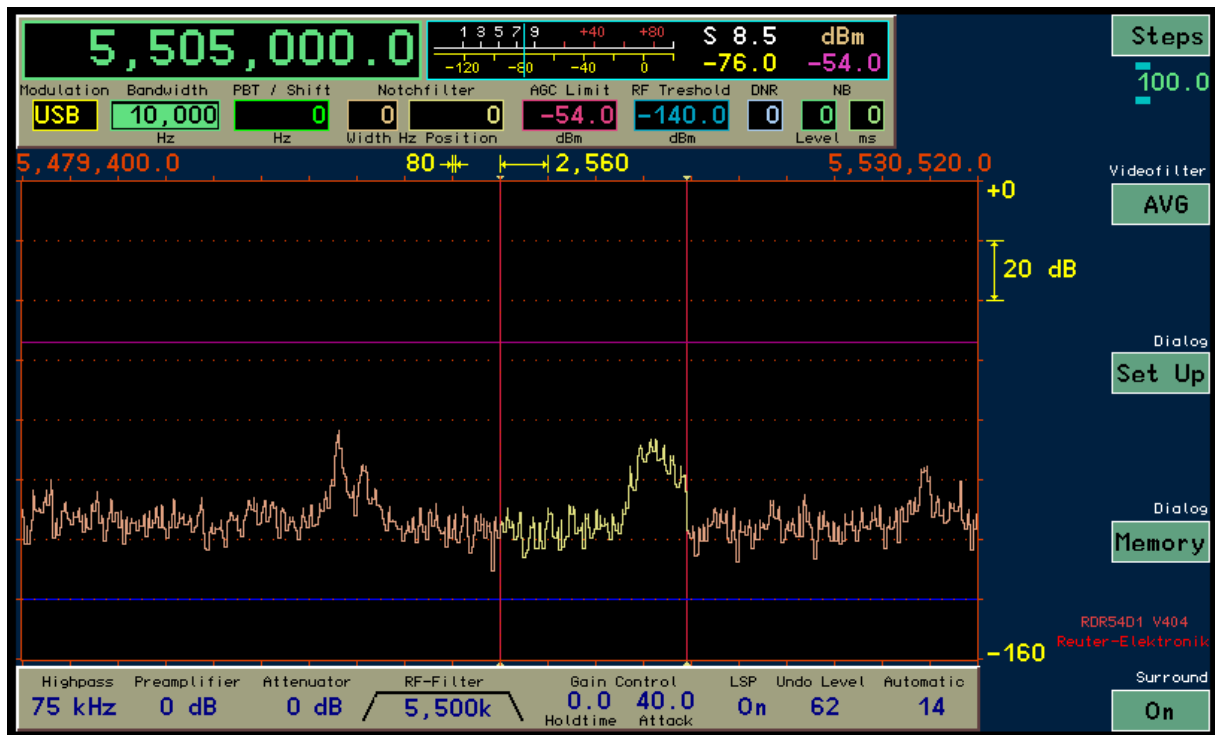 5,505,000.0
1 3 5 7 9 +40 +80 S 8.5 dBm
-120 -80 -40 0 -76.0 -54.0
Steps
100.0
Modulation Bandwidth PBT / Shift Notchfilter AGC Limit RF Treshold DNR NB
USB 10,000 0 0 0 -54.0 -140.0 0 0 0
Hz Hz Width Hz Position dBm dBm Level ms
5,479,400.0 80 2,560 5,530,520.0
+0
Videofilter
AVG
20 dB
Dialog
Set Up
Dialog
Memory
RDR54D1 V404
Reuter-Elektronik
-160
Highpass Preamplifier Attenuator RF-Filter Gain Control LSP Undo Level Automatic
75 kHz 0 dB 0 dB 5,500k 0.0 40.0 On 62 14
Holdtime Attack
Surround
On